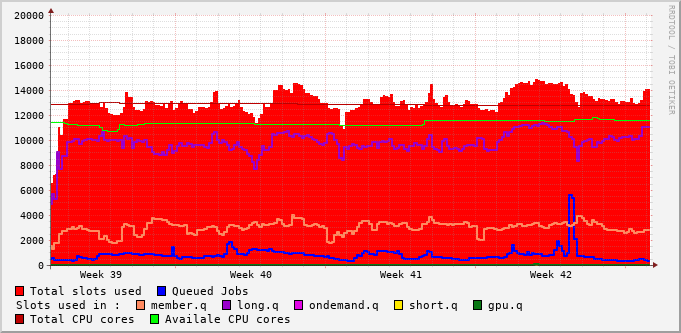 20000
18000
16000
14000
12000
10000
8000
6000
4000
2000
0
Week 39 Week 40 Week 41 Week 42
RRDTOOL / TOBI OETIKER
Total slots used Queued Jobs
Slots used in : member.q long.q ondemand.q short.q gpu.q
Total CPU cores Availale CPU cores